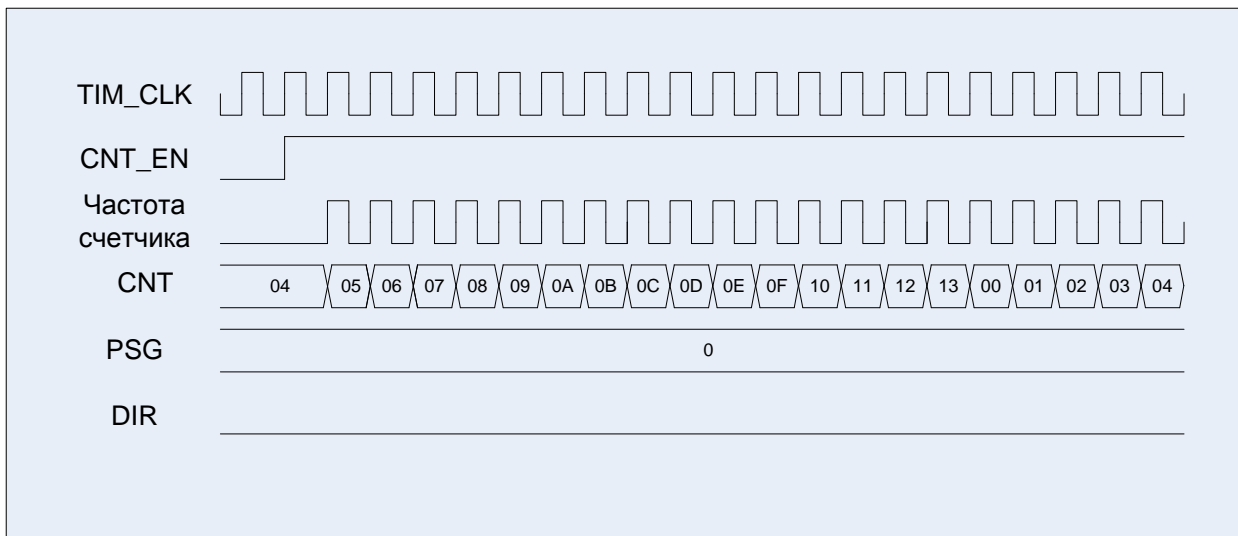 TIM_CLK
CNT_EN
Частота
счетчика
CNT 04 05 06 07 08 09 0A 0B 0C 0D 0E 0F 10 11 12 13 00 01 02 03 04
PSG 0
DIR